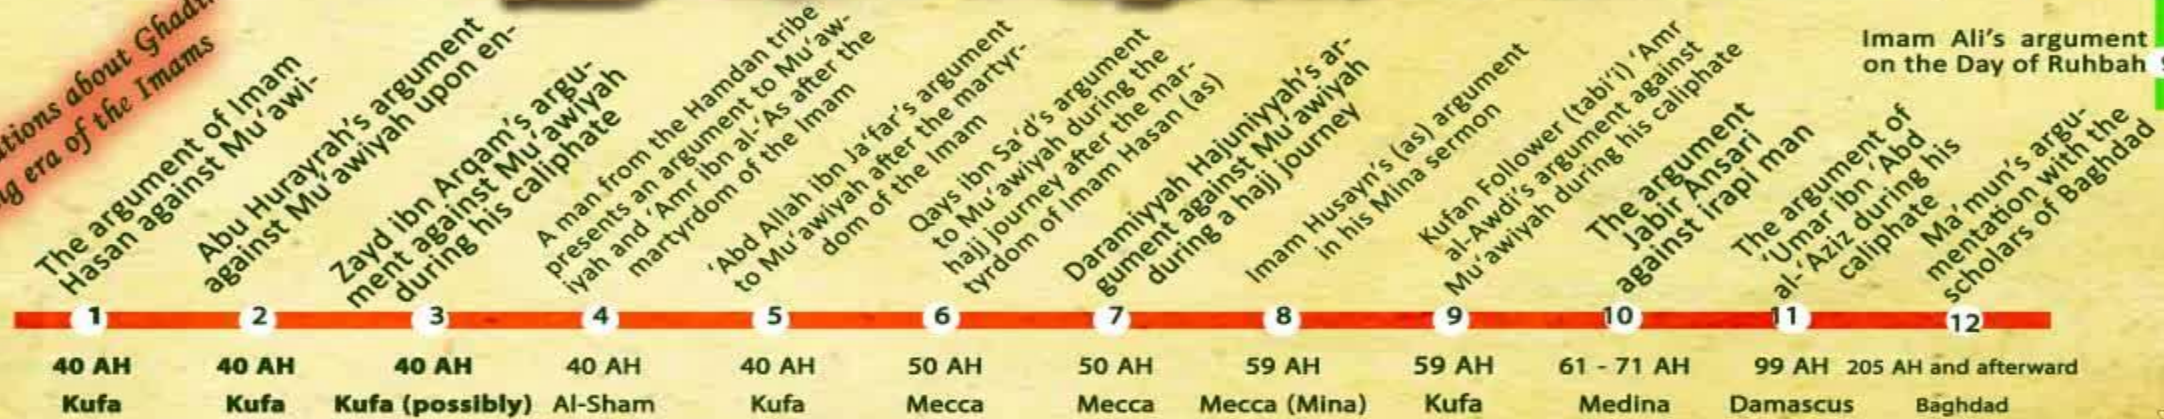 about Ghadir
era of the Imams
The argument of Imam
Hasan against Mu'awi-
Abu Hurayrah's argument
against Mu'awiyah upon en-
Zayd ibn Arqam's argu-
ment against Mu'awiyah
during his caliphate
A man from the Hamdan tribe
presents an argument to Mu'aw-
iyah and 'Amr ibn al-'As after the
martyrdom of the Imam
'Abd Allah ibn Ja'far's argument
to Mu'awiyah after the martyr-
dom of the Imam
Qays ibn Sa'd's argument
to Mu'awiyah during the
hajj journey after the mar-
tyrdom of Imam Hasan (as)
Daramiyyah Hajuniyyah's ar-
gument against Mu'awiyah
during a hajj journey
Imam Husayn's (as) argument
in his Mina sermon
Kufan Follower (tabi'i) 'Amr
al-Awdi's argument against
Mu'awiyah during his caliphate
The argument
Jabir Ansari
against irapi man
The argument of
'Umar ibn 'Abd
al-'Aziz during his
caliphate
Ma'mun's argu-
mentation with the
scholars of Baghdad
Imam Ali's argument
on the Day of Ruhbah
1 2 3 4 5 6 7 8 9 10 11 12
40 AH 40 AH 40 AH 40 AH 40 AH 50 AH 50 AH 59 AH 59 AH 61 - 71 AH 99 AH 205 AH and afterward
Kufa Kufa Kufa (possibly) Al-Sham Kufa Mecca Mecca Mecca (Mina) Kufa Medina Damascus Baghdad